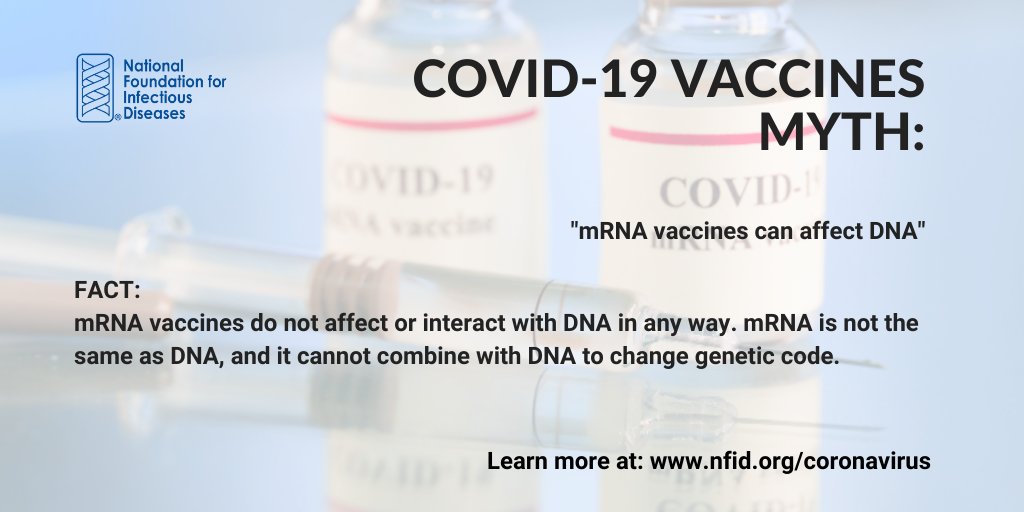 National
Foundation for
Infectious
Diseases
®
COVID-19 VACCINES
MYTH:
COVID-19
mRNA vaccine
COVID-19
mRNA
"mRNA vaccines can affect DNA"
FACT:
mRNA vaccines do not affect or interact with DNA in any way. mRNA is not the
same as DNA, and it cannot combine with DNA to change genetic code.
Learn more at: www.nfid.org/coronavirus